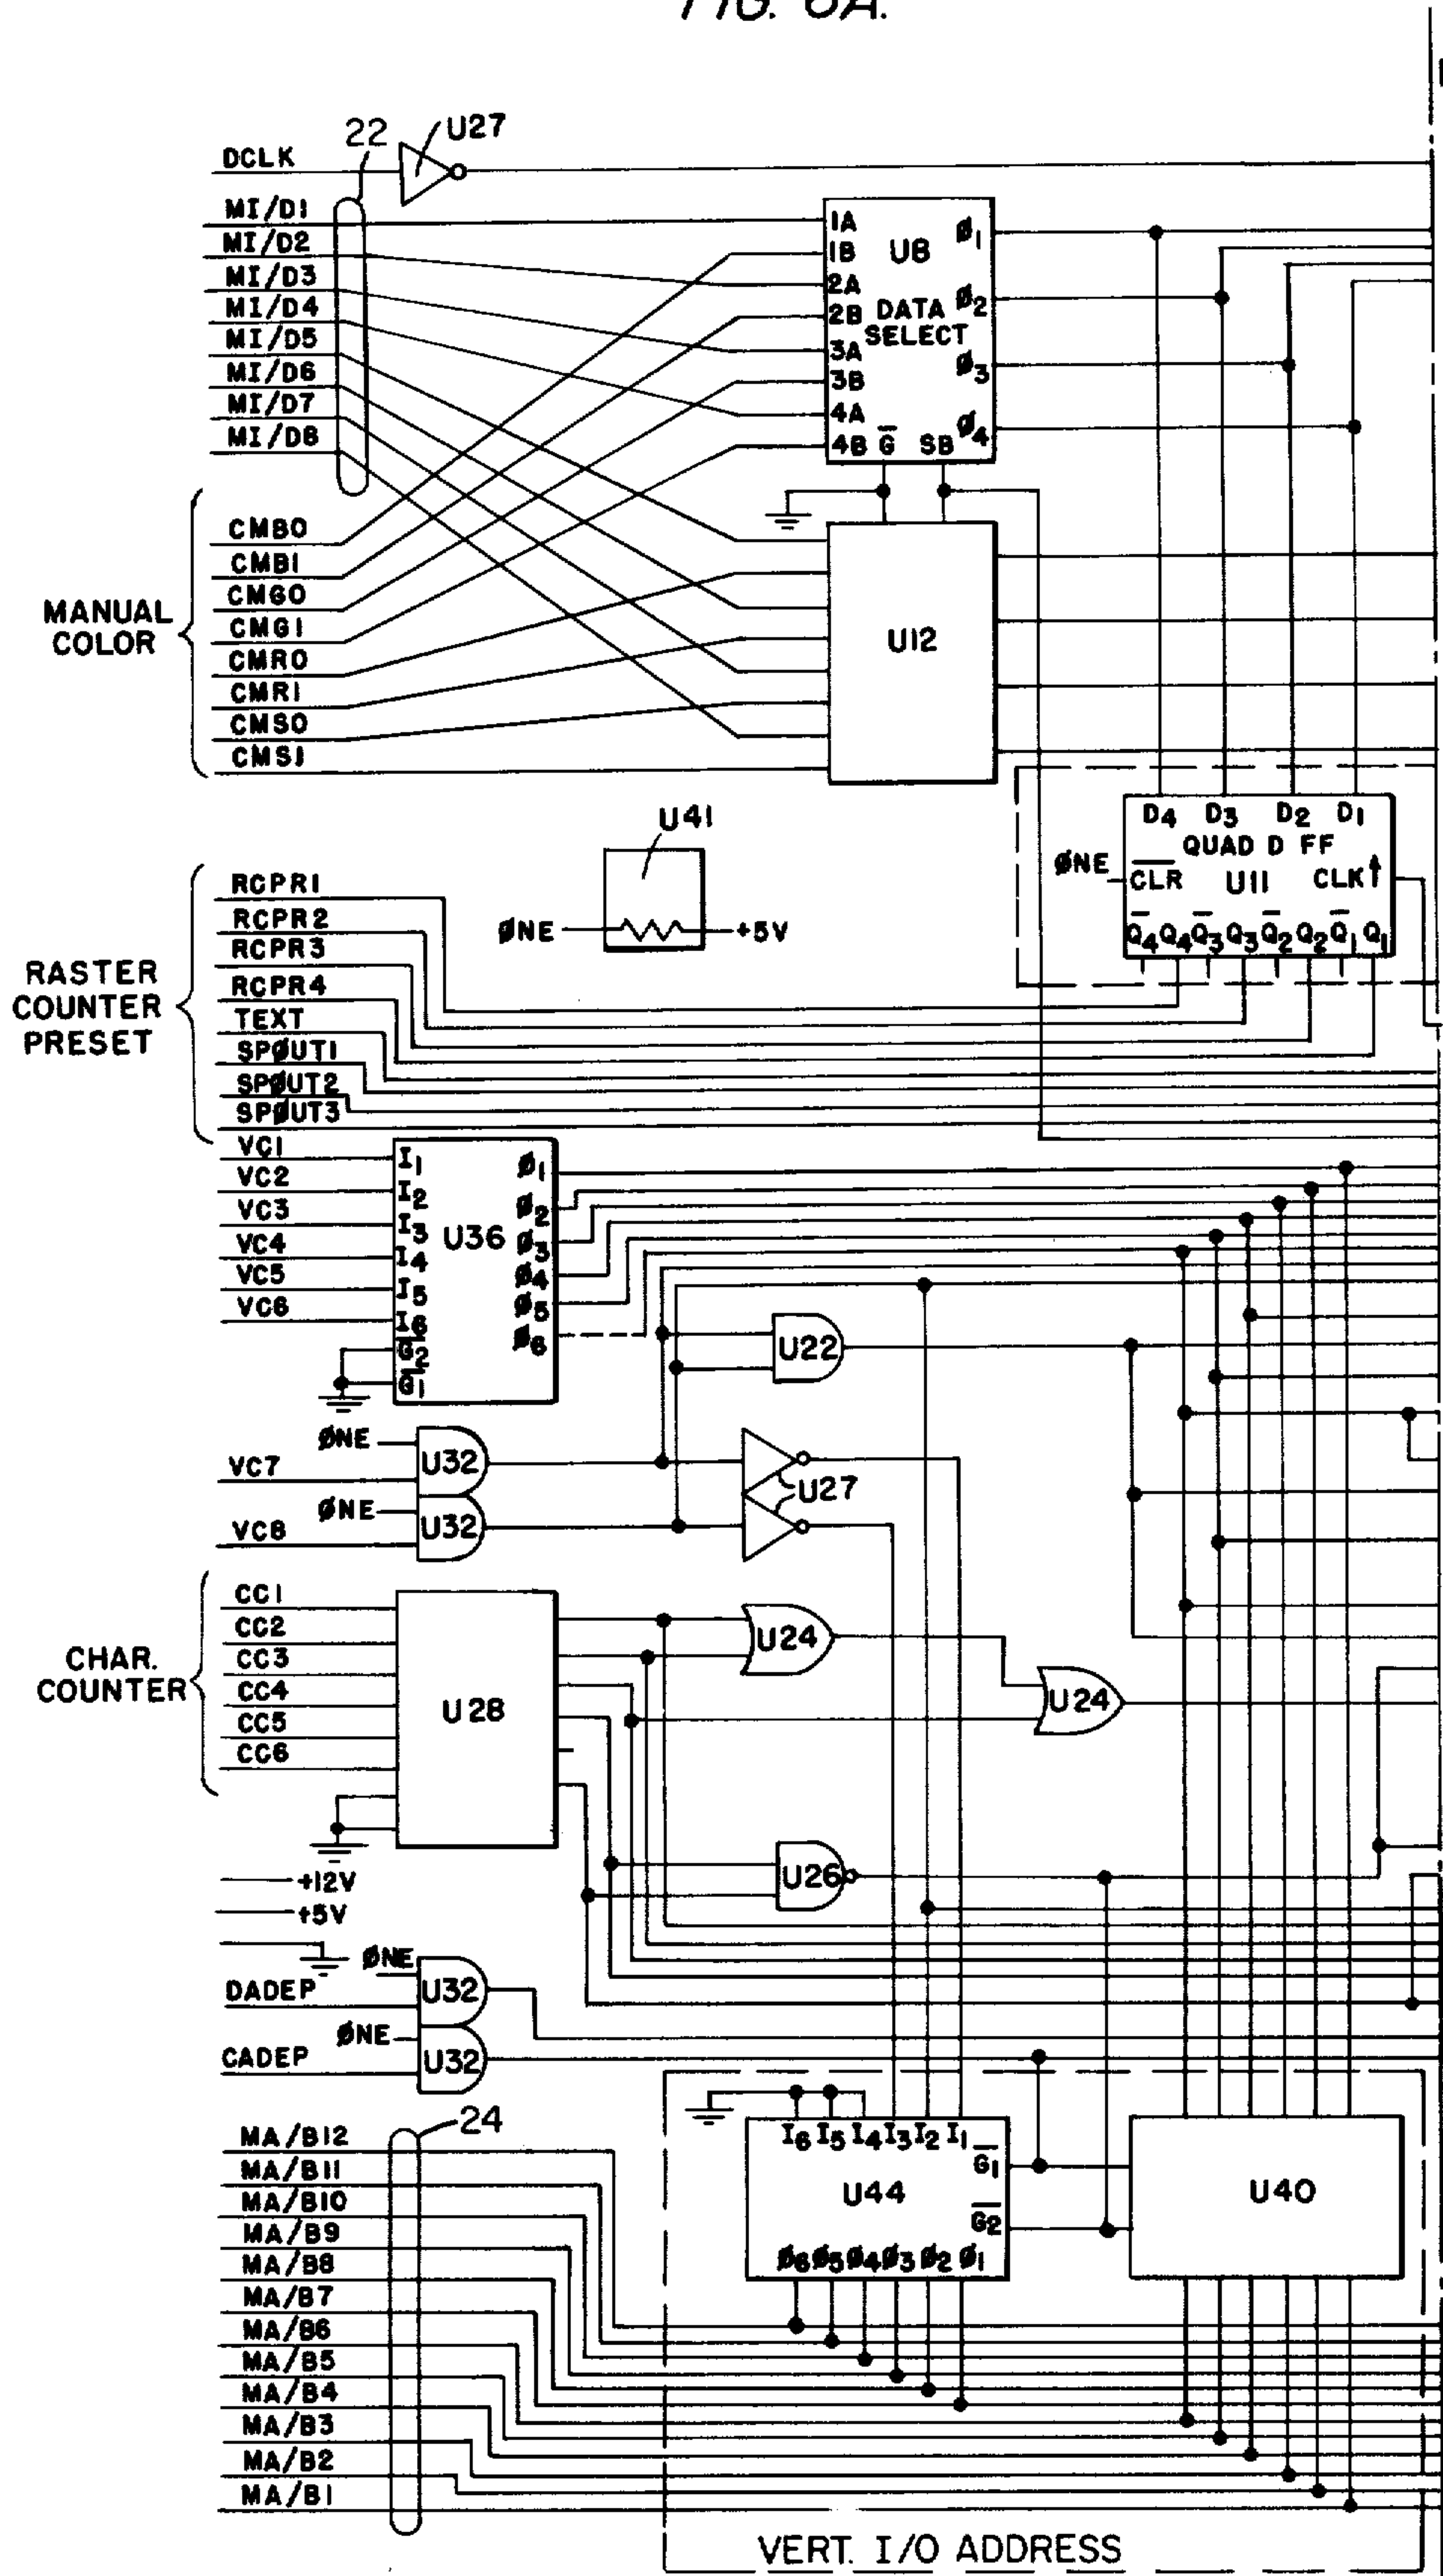 FIG. 6A.
22
U27
DCLK
MI/D1
MI/D2
MI/D3
MI/D4
MI/D5
MI/D6
MI/D7
MI/D8
1A
1B
2A
2B
3A
3B
4A
4B
U8
DATA
SELECT
Ø1
Ø2
Ø3
Ø4
G
SB
MANUAL
COLOR
CMB0
CMB1
CMG0
CMG1
CMR0
CMR1
CMS0
CMS1
U12
U41
ØNE
+5V
D4 D3 D2 D1
QUAD D FF
ØNE
CLR U11 CLK
Q4 Q4 Q3 Q3 Q2 Q2 Q1 Q1
RASTER
COUNTER
PRESET
RCPR1
RCPR2
RCPR3
RCPR4
TEXT
SPØUT1
SPØUT2
SPØUT3
VC1
VC2
VC3
VC4
VC5
VC6
I1
I2
I3
I4
I5
I6
G2
G1
U36
Ø1
Ø2
Ø3
Ø4
Ø5
Ø6
U22
ØNE
VC7
U32
ØNE
VC8
U32
U27
CHAR.
COUNTER
CC1
CC2
CC3
CC4
CC5
CC6
U28
U24
U24
U26
+12V
+5V
ØNE
DADEP
U32
ØNE
CADEP
U32
24
MA/B12
MA/B11
MA/B10
MA/B9
MA/B8
MA/B7
MA/B6
MA/B5
MA/B4
MA/B3
MA/B2
MA/B1
I6 I5 I4 I3 I2 I1
G1
U44
G2
Ø6 Ø5 Ø4 Ø3 Ø2 Ø1
U40
VERT. I/O ADDRESS